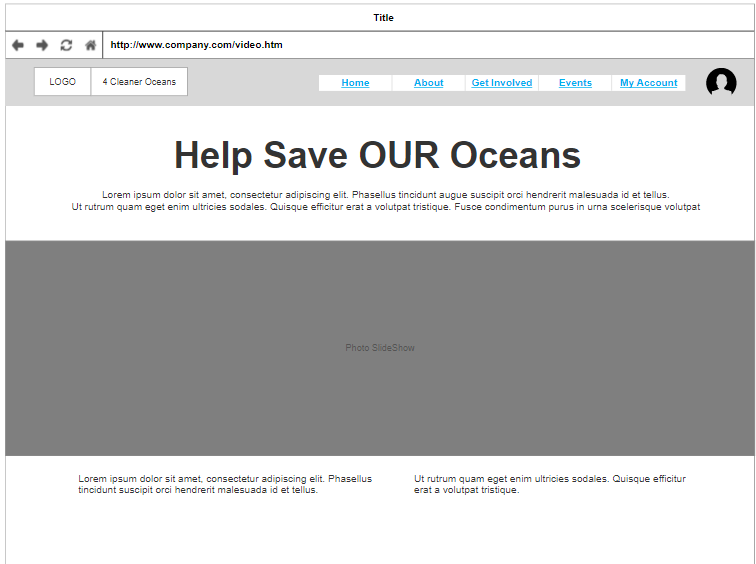 Title
http://www.company.com/video.htm
LOGO
4 Cleaner Oceans
Home
About
Get Involved
Events
My Account
Help Save OUR Oceans
Lorem ipsum dolor sit amet, consectetur adipiscing elit. Phasellus tincidunt augue suscipit orci hendrerit malesuada id et tellus.
Ut rutrum quam eget enim ultricies sodales. Quisque efficitur erat a volutpat tristique. Fusce condimentum purus in urna scelerisque volutpat
Photo SlideShow
Lorem ipsum dolor sit amet, consectetur adipiscing elit. Phasellus
tincidunt suscipit orci hendrerit malesuada id et tellus.
Ut rutrum quam eget enim ultricies sodales. Quisque efficitur
erat a volutpat tristique.